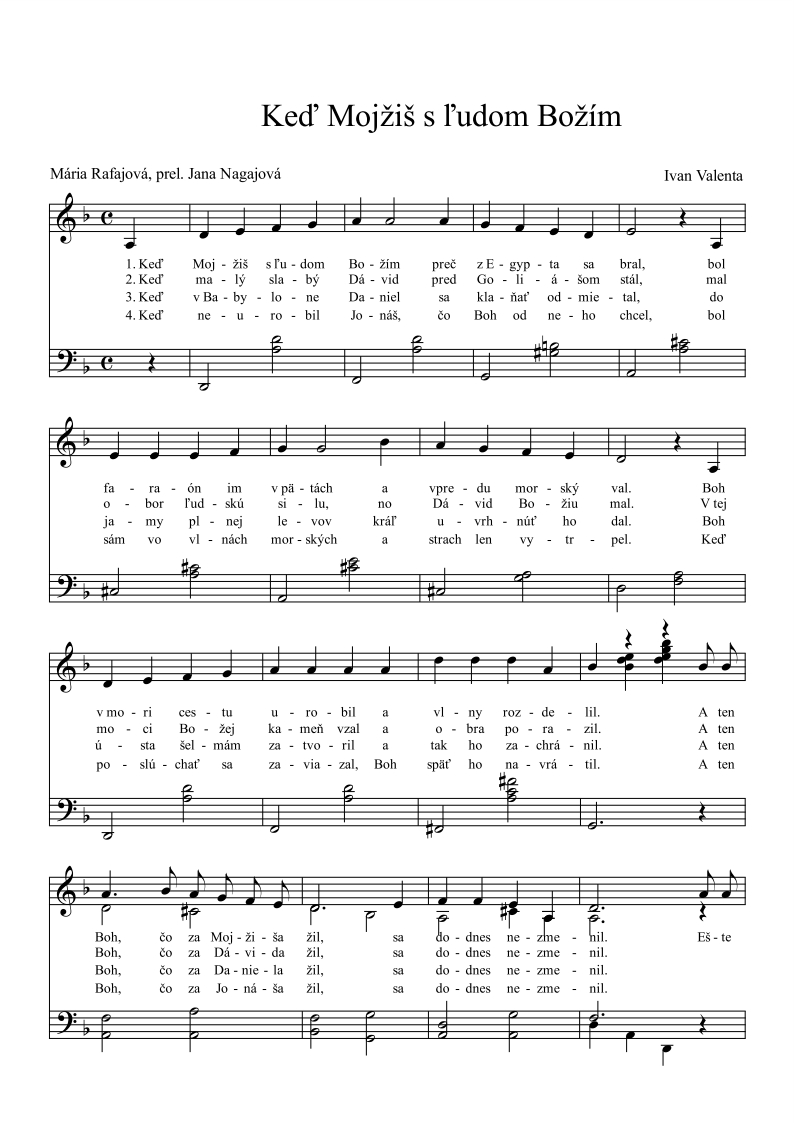 Keď Mojžiš s ľudom Božím
Mária Rafajová, prel. Jana Nagajová
Ivan Valenta
1. Keď Moj - žiš s ľu - dom Bo - žím preč z E - gyp - ta sa bral, bol
2. Keď ma - lý sla - bý Dá - vid pred Go - li - á - šom stál, mal
3. Keď v Ba - by - lo - ne Da - niel sa kla - ňať od - mie - tal, do
4. Keď ne - u - ro - bil Jo - náš, čo Boh od ne - ho chcel, bol
fa - ra - ón im v pä - tách a vpre - du mor - ský val. Boh
o - bor ľud - skú si - lu, no Dá - vid Bo - žiu mal. V tej
ja - my pl - nej le - vov kráľ u - vrh - núť ho dal. Boh
sám vo vl - nách mor - ských a strach len vy - tr - pel. Keď
v mo - ri ces - tu u - ro - bil a vl - ny roz - de - lil. A ten
mo - ci Bo - žej ka - meň vzal a o - bra po - ra - zil. A ten
ú - sta šel - mám za - tvo - ril a tak ho za - chrá - nil. A ten
po - slú - chať sa za - via - zal, Boh späť ho na - vrá - til. A ten
Boh, čo za Moj - ži - ša žil, sa do - dnes ne - zme - nil. Eš - te
Boh, čo za Dá - vi - da žil, sa do - dnes ne - zme - nil.
Boh, čo za Da - nie - la žil, sa do - dnes ne - zme - nil.
Boh, čo za Jo - ná - ša žil, sa do - dnes ne - zme - nil.